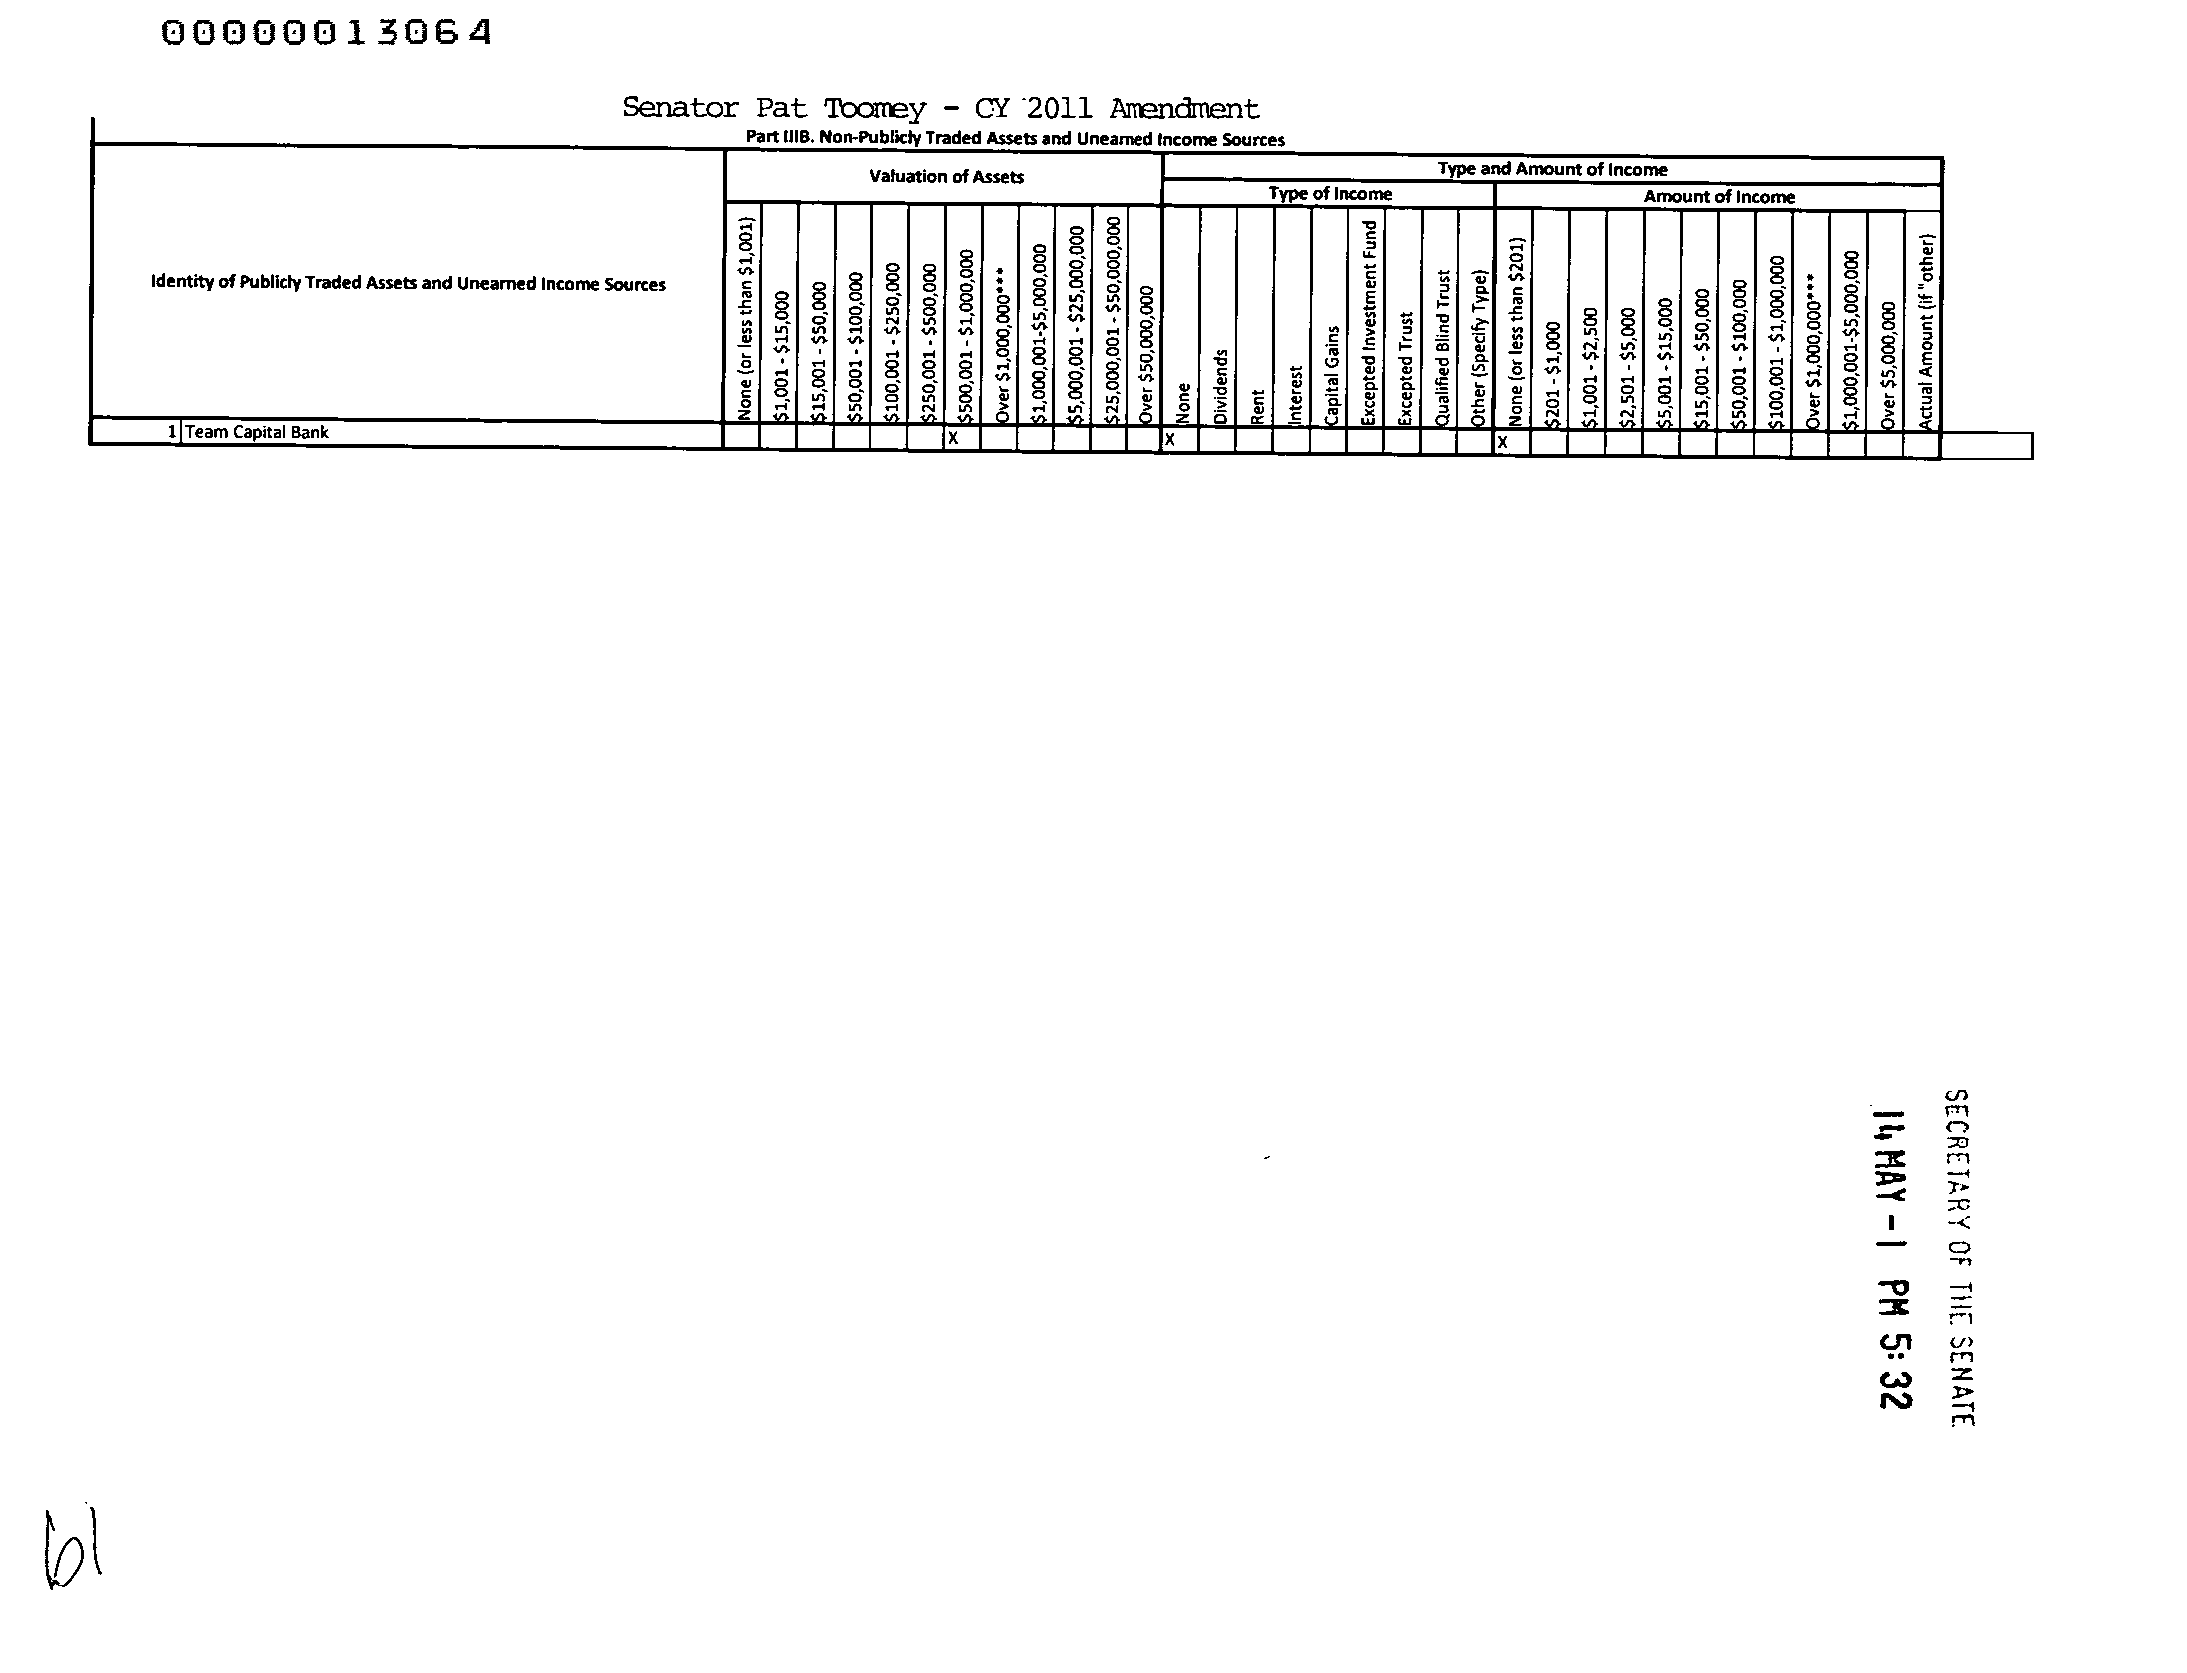 00000013064
Senator Pat Toomey - CY 2011 Amendment
Part IIIB. Non-Publicly Traded Assets and Unearned Income Sources
Type and Amount of Income
Valuation of Assets
Type of Income
Amount of Income
Identity of Publicly Traded Assets and Unearned Income Sources
None (or less than $1,001)
$1,001 - $15,000
$15,001 - $50,000
$50,001 - $100,000
$100,001 - $250,000
$250,001 - $500,000
$500,001 - $1,000,000
Over $1,000,000***
$1,000,001-$5,000,000
$5,000,001 - $25,000,000
$25,000,001 - $50,000,000
Over $50,000,000
None
Dividends
Rent
Interest
Capital Gains
Excepted Investment Fund
Excepted Trust
Qualified Blind Trust
Other (Specify Type)
None (or less than $201)
$201 - $1,000
$1,001 - $2,500
$2,501 - $5,000
$5,001 - $15,000
$15,001 - $50,000
$50,001 - $100,000
$100,001 - $1,000,000
Over $1,000,000***
$1,000,001-$5,000,000
Over $5,000,000
Actual Amount (if "other)
1 Team Capital Bank X X X
SECRETARY OF THE SENATE
14 MAY -1 PM 5:32